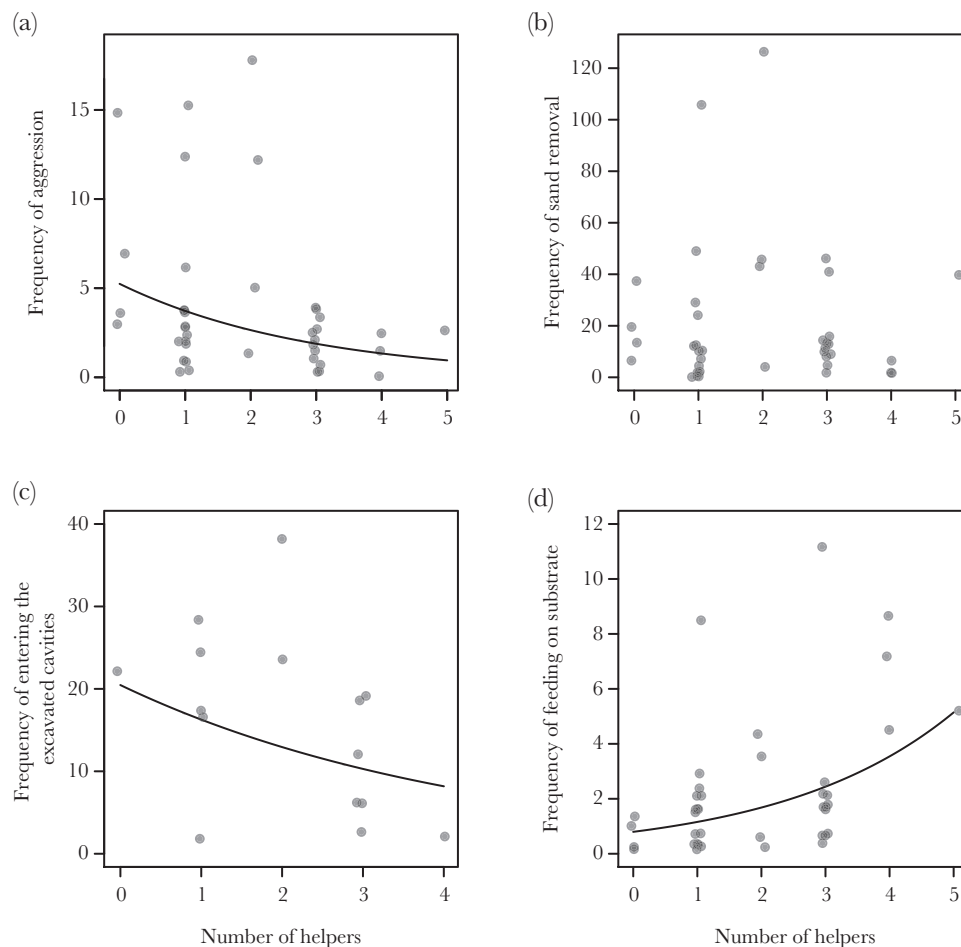 (a)
Frequency of aggression
15
10
5
0
0 1 2 3 4 5
(b)
Frequency of sand removal
120
100
80
60
40
20
0
0 1 2 3 4 5
(c)
Frequency of entering the
excavated cavities
40
30
20
10
0
0 1 2 3 4
Number of helpers
(d)
Frequency of feeding on substrate
12
10
8
6
4
2
0
0 1 2 3 4 5
Number of helpers